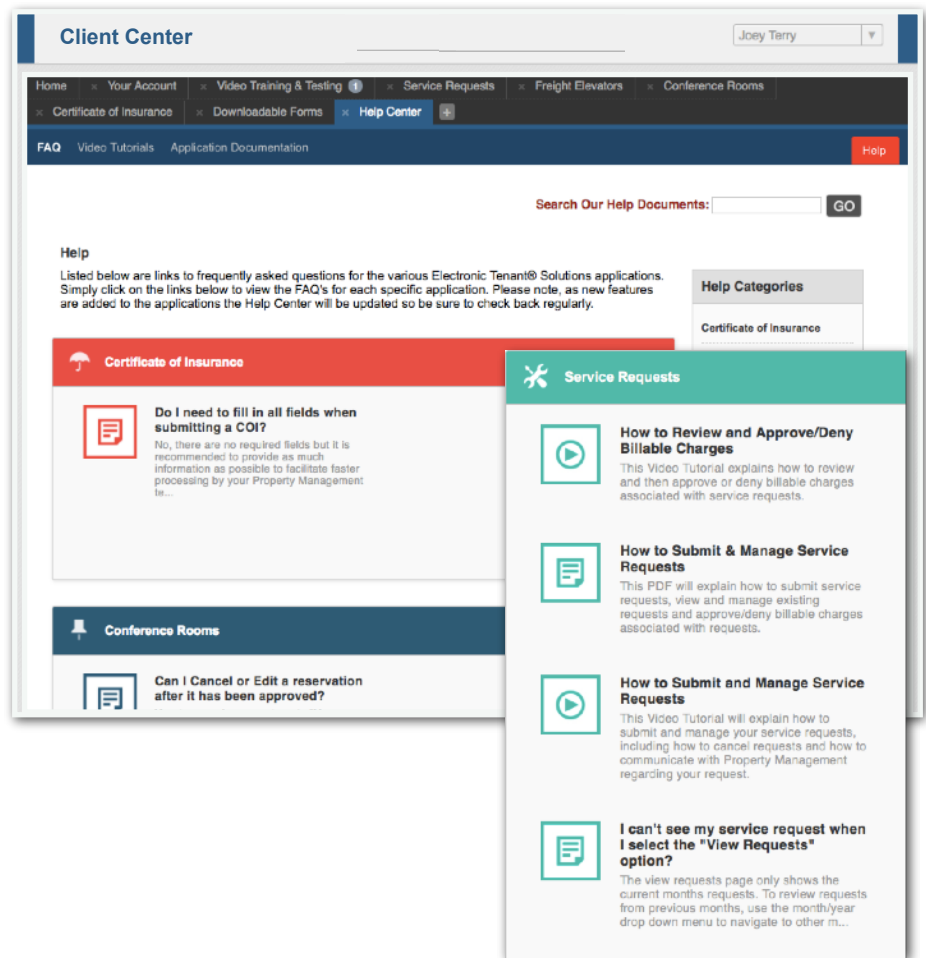 Client Center
Joey Terry
Home × Your Account × Video Training & Testing 1 × Service Requests × Freight Elevators × Conference Rooms
× Certificate of Insurance × Downloadable Forms × Help Center +
FAQ Video Tutorials Application Documentation Help
Search Our Help Documents: GO
Help
Listed below are links to frequently asked questions for the various Electronic Tenant® Solutions applications.
Simply click on the links below to view the FAQ's for each specific application. Please note, as new features
are added to the applications the Help Center will be updated so be sure to check back regularly.
Help Categories
Certificate of Insurance
Certificate of Insurance
Do I need to fill in all fields when
submitting a COI?
No, there are no required fields but it is
recommended to provide as much
information as possible to facilitate faster
processing by your Property Management
te...
Conference Rooms
Can I Cancel or Edit a reservation
after it has been approved?
Service Requests
How to Review and Approve/Deny
Billable Charges
This Video Tutorial explains how to review
and then approve or deny billable charges
associated with service requests.
How to Submit & Manage Service
Requests
This PDF will explain how to submit service
requests, view and manage existing
requests and approve/deny billable charges
associated with requests.
How to Submit and Manage Service
Requests
This Video Tutorial will explain how to
submit and manage your service requests,
including how to cancel requests and how to
communicate with Property Management
regarding your request.
I can't see my service request when
I select the "View Requests"
option?
The view requests page only shows the
current months requests. To review requests
from previous months, use the month/year
drop down menu to navigate to other m...